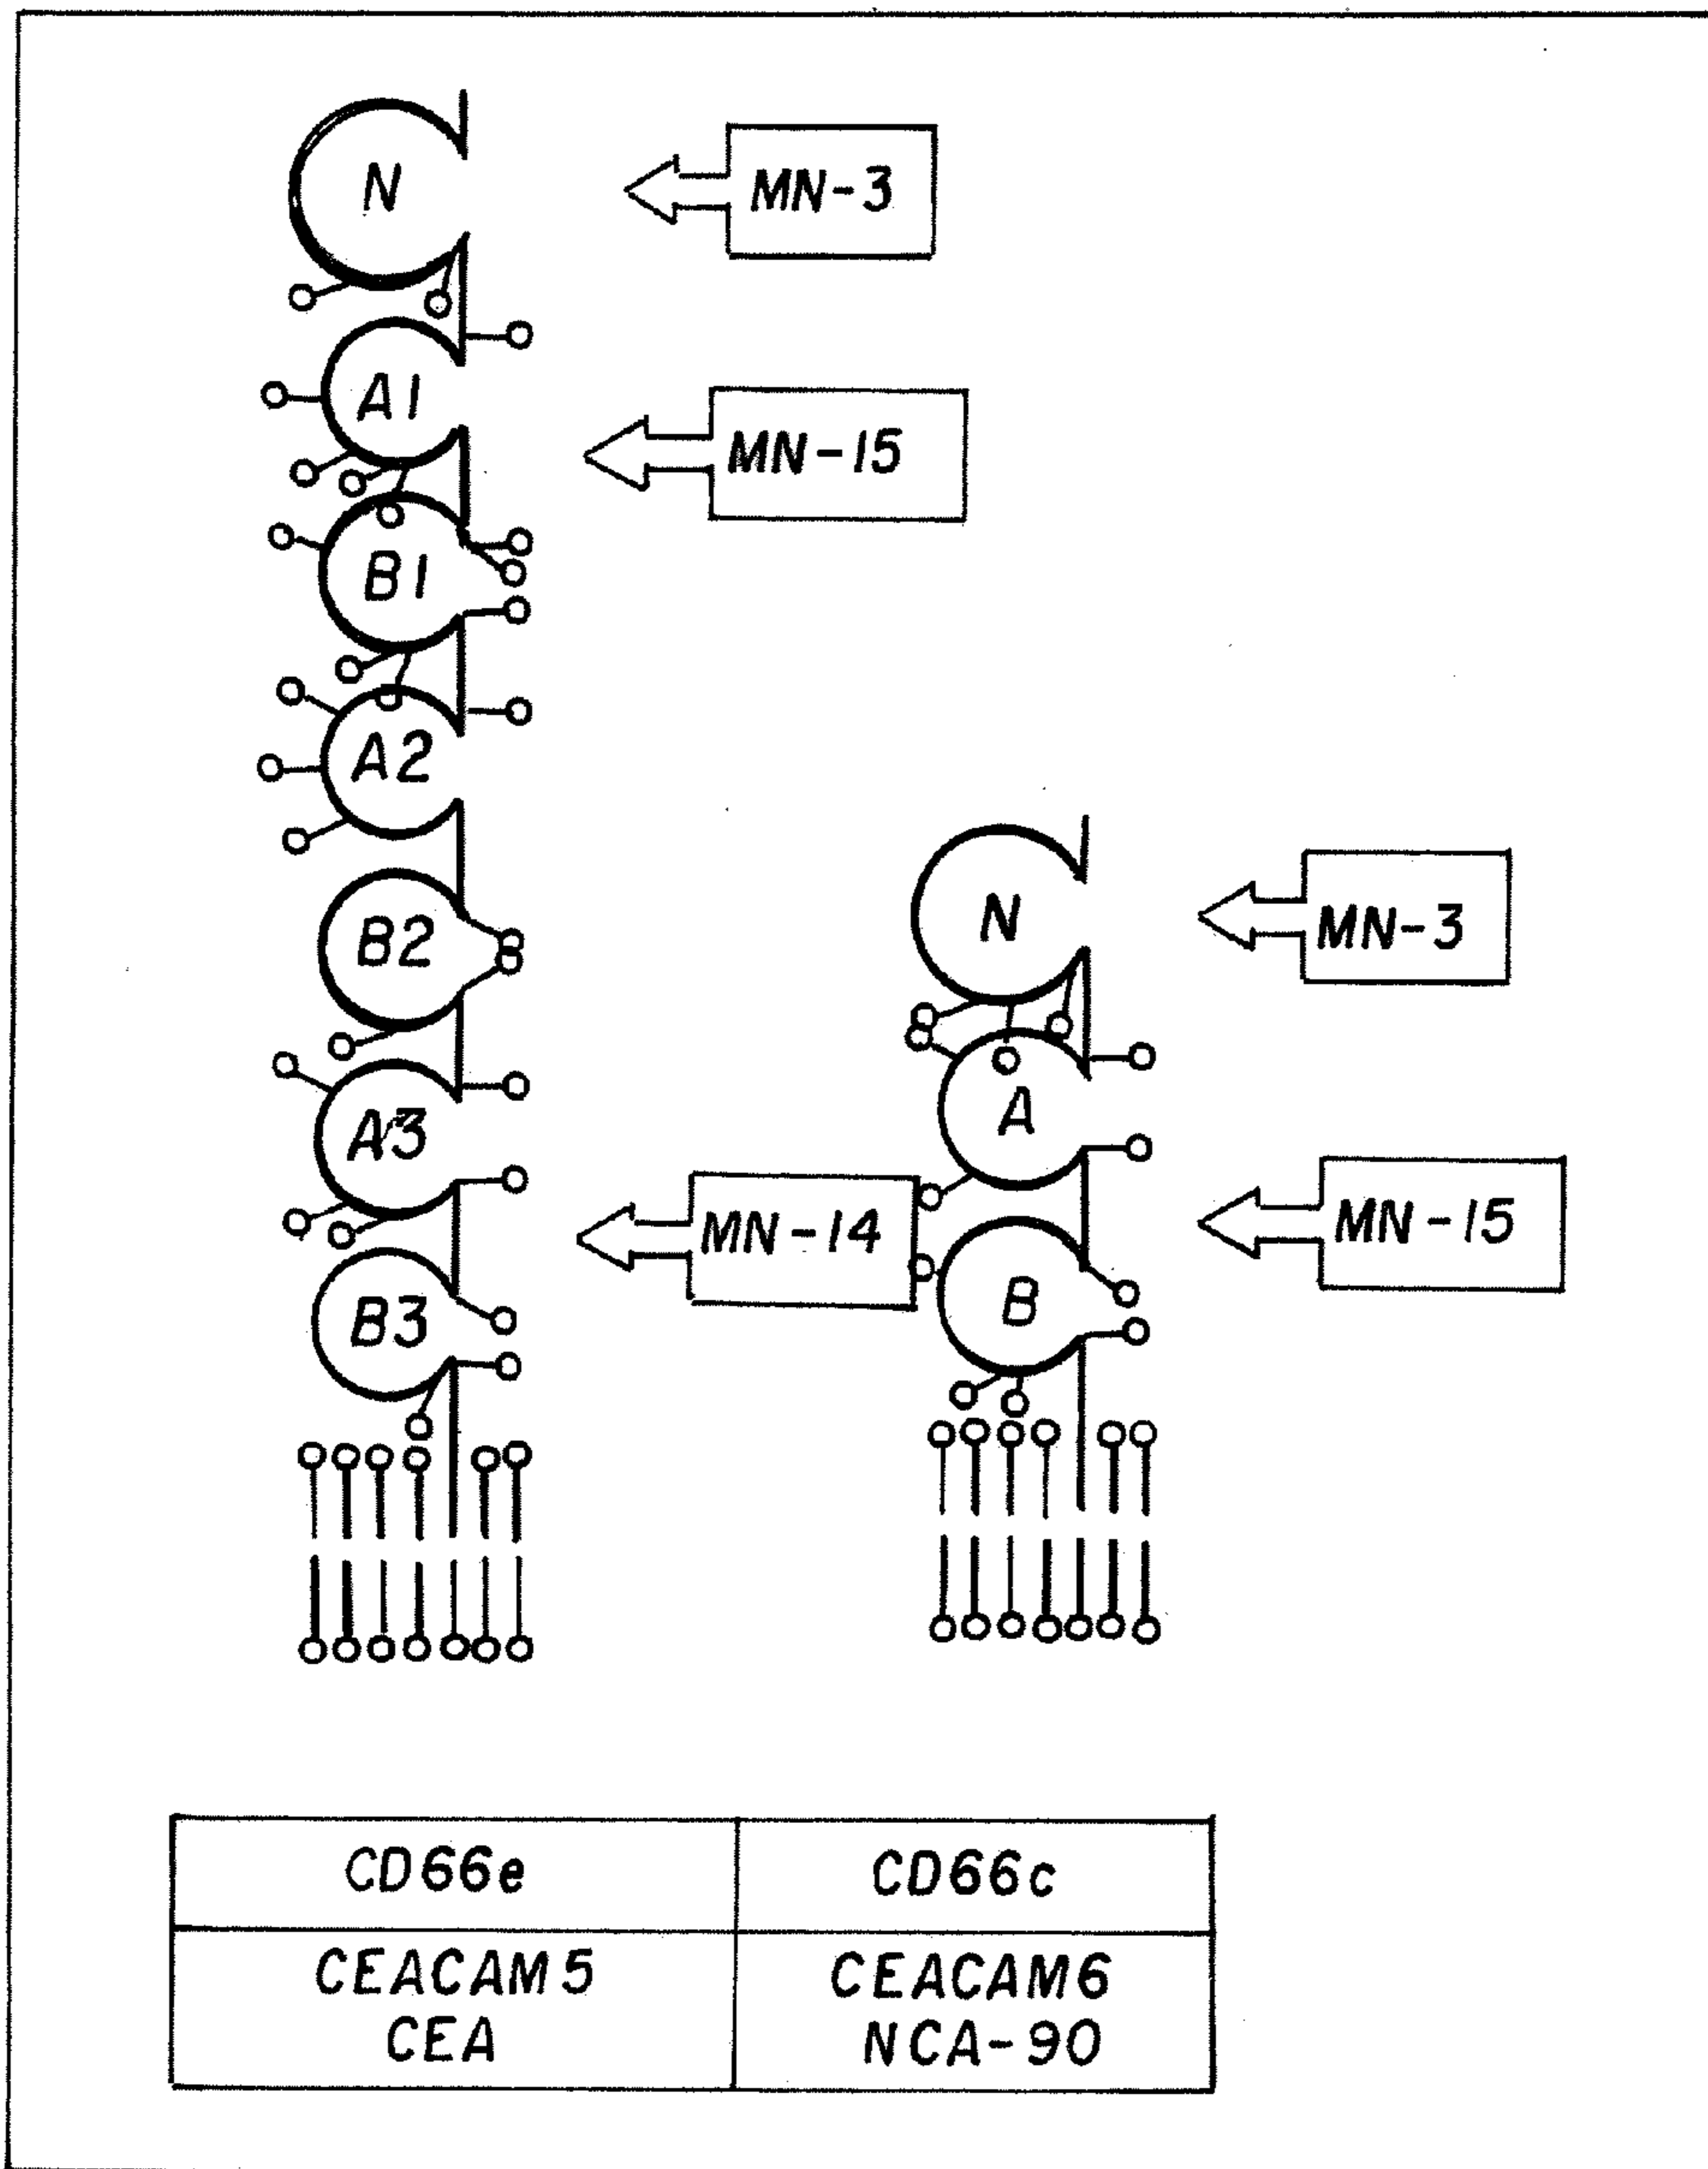 N
MN-3
A1
MN-15
B1
A2
B2
A3
MN-14
B3
N
MN-3
A
MN-15
B
CD66e
CD66c
CEACAM5
CEA
CEACAM6
NCA-90